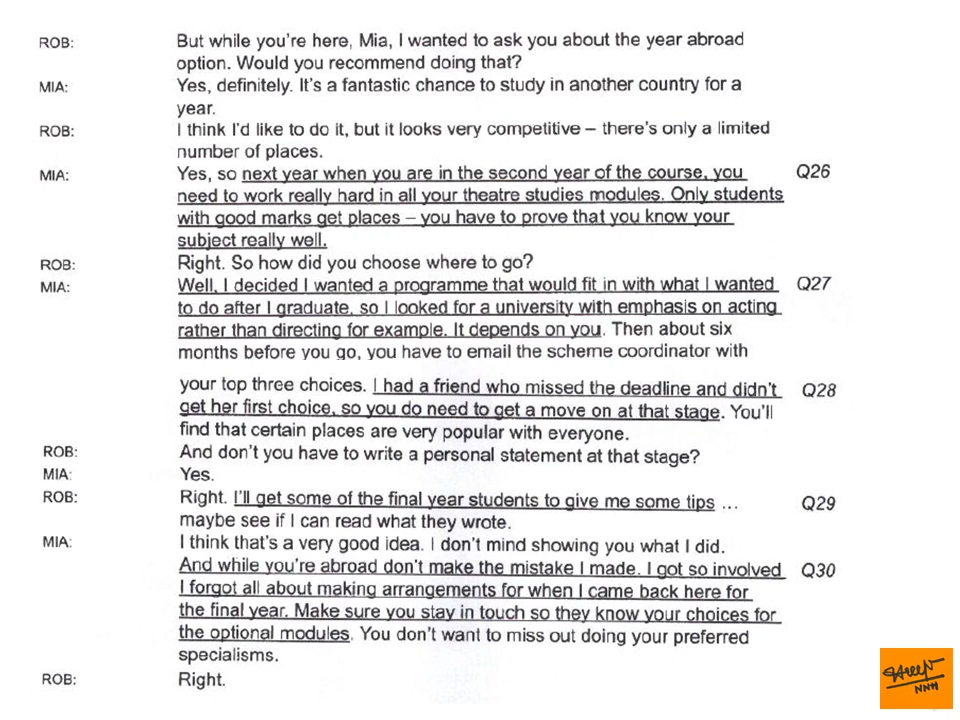 ROB: But while you're here, Mia, I wanted to ask you about the year abroad
option. Would you recommend doing that?
MIA: Yes, definitely. It's a fantastic chance to study in another country for a
year.
ROB: I think I'd like to do it, but it looks very competitive – there's only a limited
number of places.
MIA: Yes, so next year when you are in the second year of the course, you Q26
need to work really hard in all your theatre studies modules. Only students
with good marks get places – you have to prove that you know your
subject really well.
ROB: Right. So how did you choose where to go?
MIA: Well, I decided I wanted a programme that would fit in with what I wanted Q27
to do after I graduate, so I looked for a university with emphasis on acting
rather than directing for example. It depends on you. Then about six
months before you go, you have to email the scheme coordinator with
your top three choices. I had a friend who missed the deadline and didn't Q28
get her first choice, so you do need to get a move on at that stage. You'll
find that certain places are very popular with everyone.
ROB: And don't you have to write a personal statement at that stage?
MIA: Yes.
ROB: Right. I'll get some of the final year students to give me some tips ... Q29
maybe see if I can read what they wrote.
MIA: I think that's a very good idea. I don't mind showing you what I did.
And while you're abroad don't make the mistake I made. I got so involved Q30
I forgot all about making arrangements for when I came back here for
the final year. Make sure you stay in touch so they know your choices for
the optional modules. You don't want to miss out doing your preferred
specialisms.
ROB: Right.
NNH